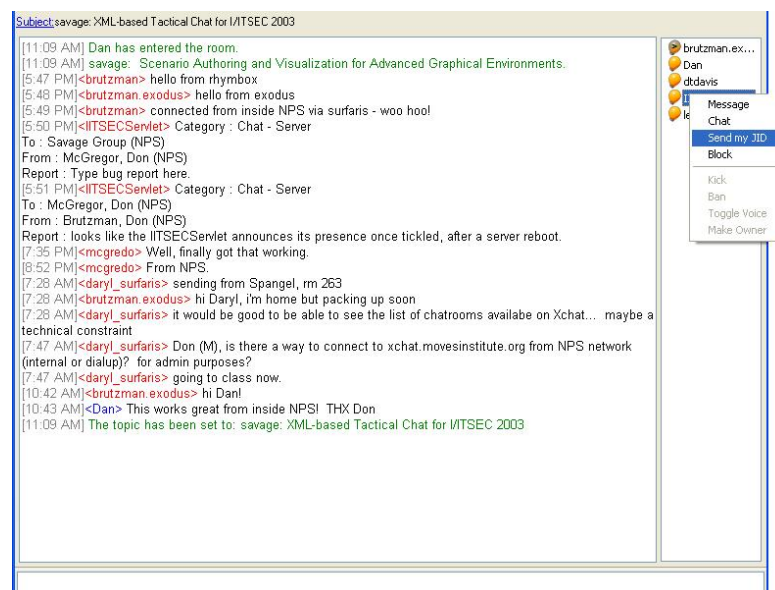 Subject:savage: XML-based Tactical Chat for I/ITSEC 2003
[11:09 AM] Dan has entered the room.
[11:09 AM] savage:  Scenario Authoring and Visualization for Advanced Graphical Environments.
[5:47 PM]<brutzman> hello from rhymbox
[5:48 PM]<brutzman.exodus> hello from exodus
[5:49 PM]<brutzman> connected from inside NPS via surfaris - woo hoo!
[5:50 PM]<IITSECServlet> Category : Chat - Server
To : Savage Group (NPS)
From : McGregor, Don (NPS)
Report : Type bug report here.
[5:51 PM]<IITSECServlet> Category : Chat - Server
To : McGregor, Don (NPS)
From : Brutzman, Don (NPS)
Report : looks like the IITSECServlet announces its presence once tickled, after a server reboot.
[7:35 PM]<mcgredo> Well, finally got that working.
[8:52 PM]<mcgredo> From NPS.
[7:28 AM]<daryl_surfaris> sending from Spangel, rm 263
[7:28 AM]<brutzman.exodus> hi Daryl, i'm home but packing up soon
[7:28 AM]<daryl_surfaris> it would be good to be able to see the list of chatrooms availabe on Xchat...  maybe a
technical constraint
[7:47 AM]<daryl_surfaris> Don (M), is there a way to connect to xchat.movesinstitute.org from NPS network
(internal or dialup)?  for admin purposes?
[7:47 AM]<daryl_surfaris> going to class now.
[10:42 AM]<brutzman.exodus> hi Dan!
[10:43 AM]<Dan> This works great from inside NPS!  THX Don
[11:09 AM] The topic has been set to: savage: XML-based Tactical Chat for I/ITSEC 2003
brutzman.ex...
Dan
dtdavis
Message
Chat
Send my JID
Block
Kick
Ban
Toggle Voice
Make Owner